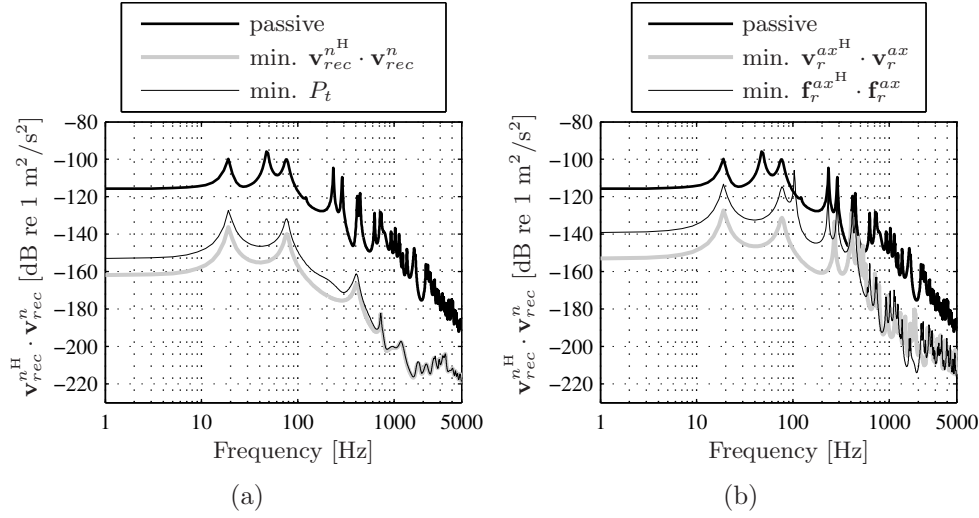 passive
min. v_rec^n^H · v_rec^n
min. P_t
v_rec^n^H · v_rec^n [dB re 1 m²/s²]
−80
−100
−120
−140
−160
−180
−200
−220
1 10 100 1000 5000
Frequency [Hz]
(a)
passive
min. v_r^ax^H · v_r^ax
min. f_r^ax^H · f_r^ax
v_rec^n^H · v_rec^n [dB re 1 m²/s²]
−80
−100
−120
−140
−160
−180
−200
−220
1 10 100 1000 5000
Frequency [Hz]
(b)